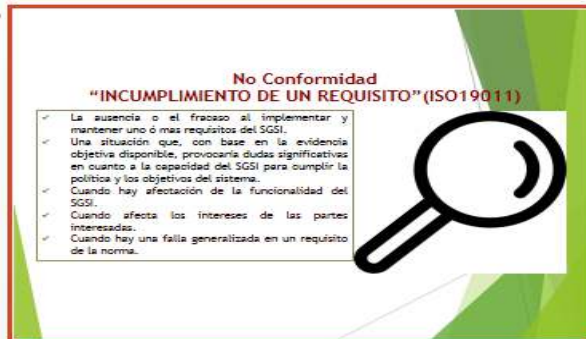 No Conformidad
“INCUMPLIMIENTO DE UN REQUISITO”(ISO19011)
✓ La ausencia o el fracaso al implementar y
mantener uno ó mas requisitos del SGSI.
✓ Una situación que, con base en la evidencia
objetiva disponible, provocaría dudas significativas
en cuanto a la capacidad del SGSI para cumplir la
política y los objetivos del sistema.
✓ Cuando hay afectación de la funcionalidad del
SGSI.
✓ Cuando afecta los intereses de las partes
interesadas.
✓ Cuando hay una falla generalizada en un requisito
de la norma.